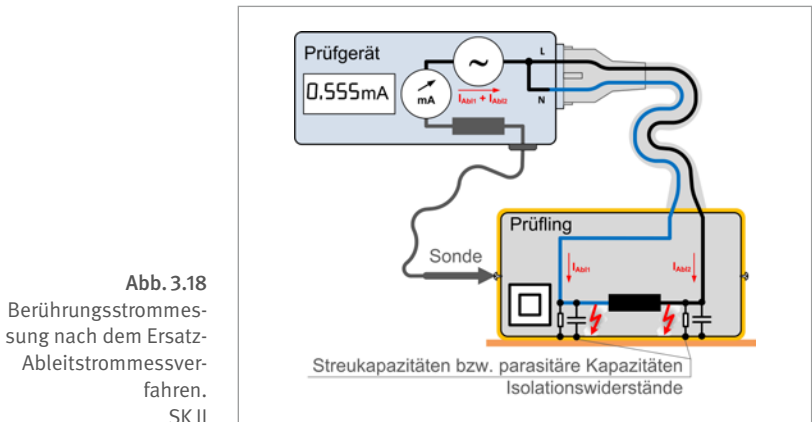 Prüfgerät
0.555mA
mA
~
L
N
IAbl1 + IAbl2
Prüfling
Sonde
IAbl1
IAbl2
Streukapazitäten bzw. parasitäre Kapazitäten
Isolationswiderstände
Abb. 3.18
Berührungsstrommes-
sung nach dem Ersatz-
Ableitstrommessver-
fahren.
SK II